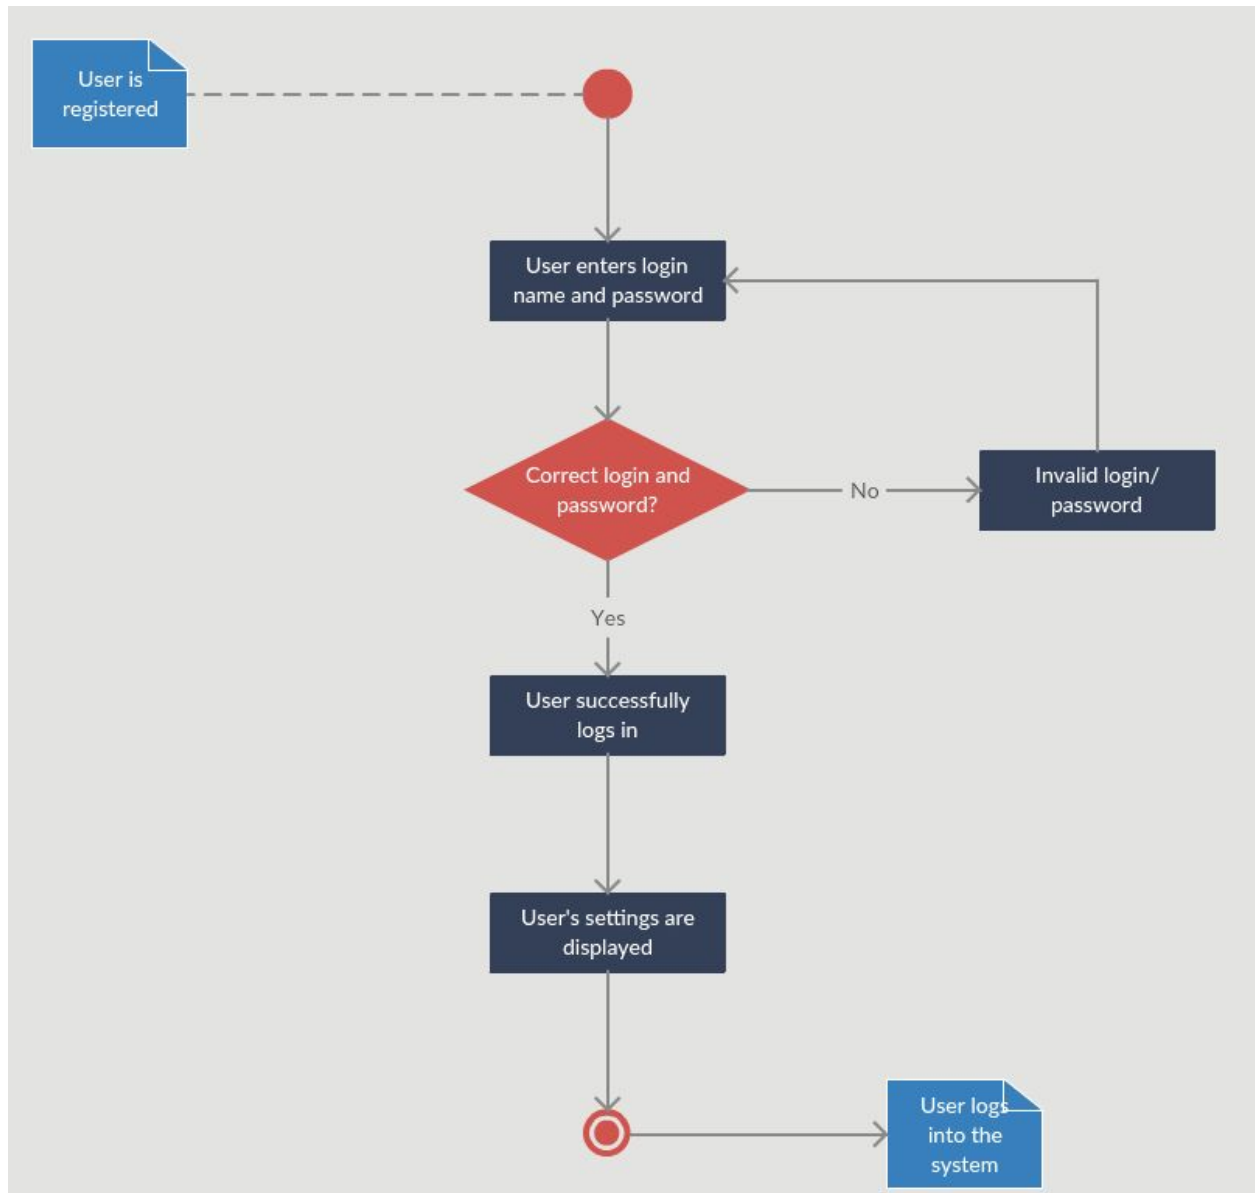 User is
registered
User enters login
name and password
Correct login and
password?
No
Invalid login/
password
Yes
User successfully
logs in
User's settings are
displayed
User logs
into the
system